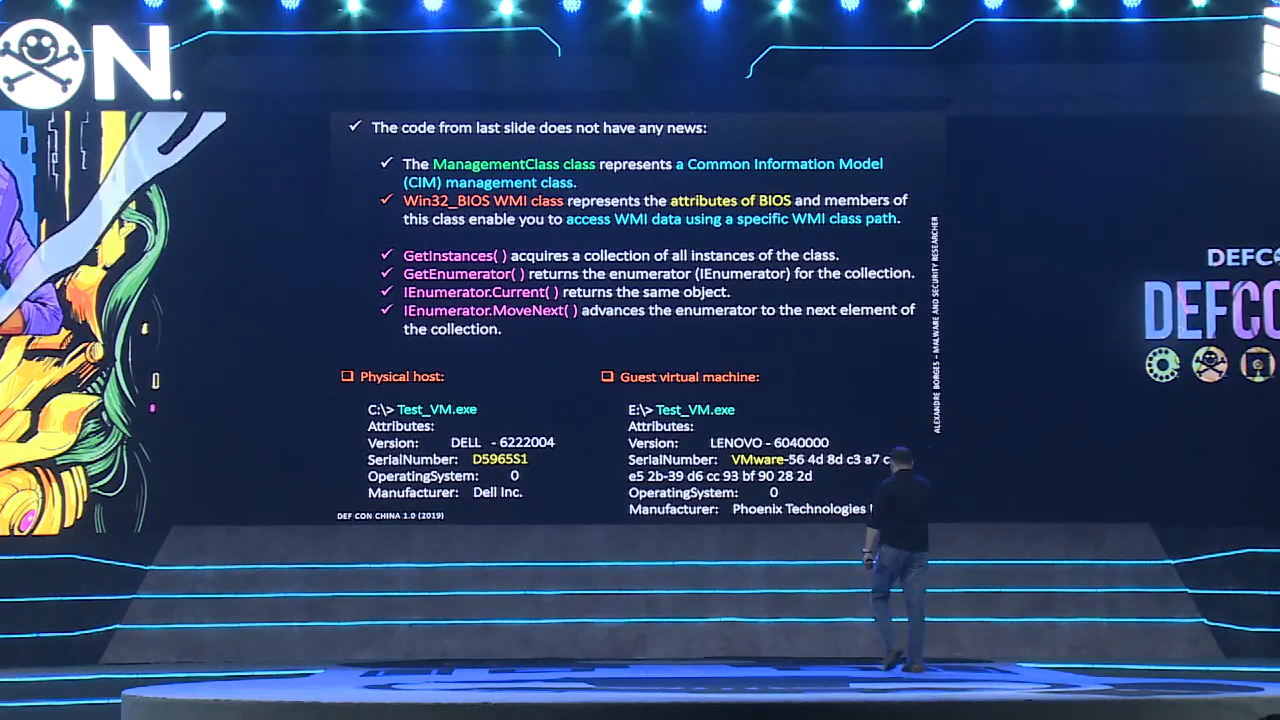 N.
The code from last slide does not have any news:
The ManagementClass class represents a Common Information Model
(CIM) management class.
Win32_BIOS WMI class represents the attributes of BIOS and members of
this class enable you to access WMI data using a specific WMI class path.
GetInstances( ) acquires a collection of all instances of the class.
GetEnumerator( ) returns the enumerator (IEnumerator) for the collection.
IEnumerator.Current( ) returns the same object.
IEnumerator.MoveNext( ) advances the enumerator to the next element of
the collection.
Physical host:
C:\> Test_VM.exe
Attributes:
Version: DELL - 6222004
SerialNumber: D5965S1
OperatingSystem: 0
Manufacturer: Dell Inc.
Guest virtual machine:
E:\> Test_VM.exe
Attributes:
Version: LENOVO - 6040000
SerialNumber: VMware-56 4d 8d c3 a7 c
e5 2b-39 d6 cc 93 bf 90 28 2d
OperatingSystem: 0
Manufacturer: Phoenix Technologies
DEF CON CHINA 1.0 (2019)
ALEXANDRE BORGES – MALWARE AND SECURITY RESEARCHER
DEFC
DEFCO